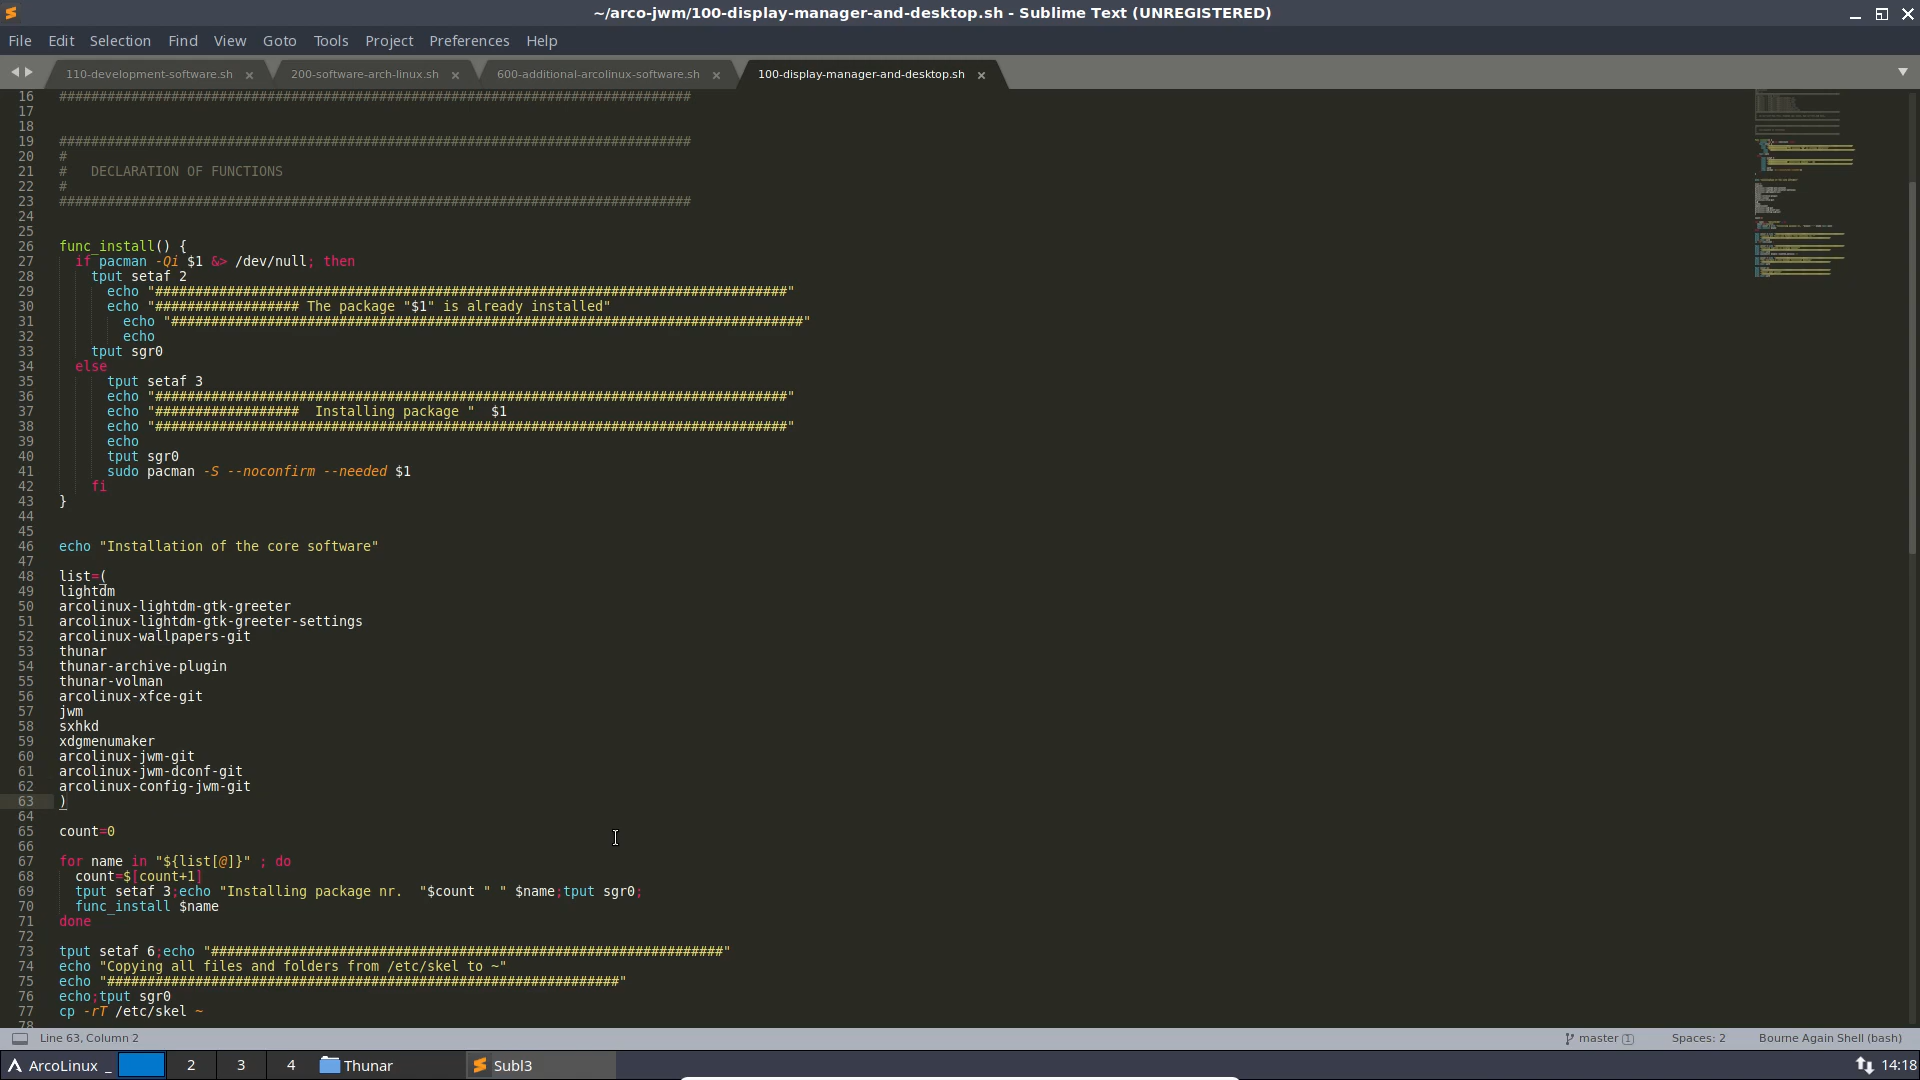 ~/arco-jwm/100-display-manager-and-desktop.sh - Sublime Text (UNREGISTERED)
File Edit Selection Find View Goto Tools Project Preferences Help
110-development-software.sh × 200-software-arch-linux.sh × 600-additional-arcolinux-software.sh × 100-display-manager-and-desktop.sh ×
16 ###############################################################################
17
18
19 ###############################################################################
20 #
21 #   DECLARATION OF FUNCTIONS
22 #
23 ###############################################################################
24
25
26 func_install() {
27   if pacman -Qi $1 &> /dev/null; then
28     tput setaf 2
29       echo "###############################################################################"
30       echo "################## The package "$1" is already installed"
31         echo "###############################################################################"
32         echo
33     tput sgr0
34   else
35       tput setaf 3
36       echo "###############################################################################"
37       echo "##################  Installing package "  $1
38       echo "###############################################################################"
39       echo
40       tput sgr0
41       sudo pacman -S --noconfirm --needed $1
42     fi
43 }
44
45
46 echo "Installation of the core software"
47
48 list=(
49 lightdm
50 arcolinux-lightdm-gtk-greeter
51 arcolinux-lightdm-gtk-greeter-settings
52 arcolinux-wallpapers-git
53 thunar
54 thunar-archive-plugin
55 thunar-volman
56 arcolinux-xfce-git
57 jwm
58 sxhkd
59 xdgmenumaker
60 arcolinux-jwm-git
61 arcolinux-jwm-dconf-git
62 arcolinux-config-jwm-git
63 )
64
65 count=0
66
67 for name in "${list[@]}" ; do
68   count=$[count+1]
69   tput setaf 3;echo "Installing package nr.  "$count " " $name;tput sgr0;
70   func_install $name
71 done
72
73 tput setaf 6;echo "################################################################"
74 echo "Copying all files and folders from /etc/skel to ~"
75 echo "################################################################"
76 echo;tput sgr0
77 cp -rT /etc/skel ~
78
Line 63, Column 2 master 1 Spaces: 2 Bourne Again Shell (bash)
ArcoLinux _ 2 3 4 Thunar Subl3 14:18